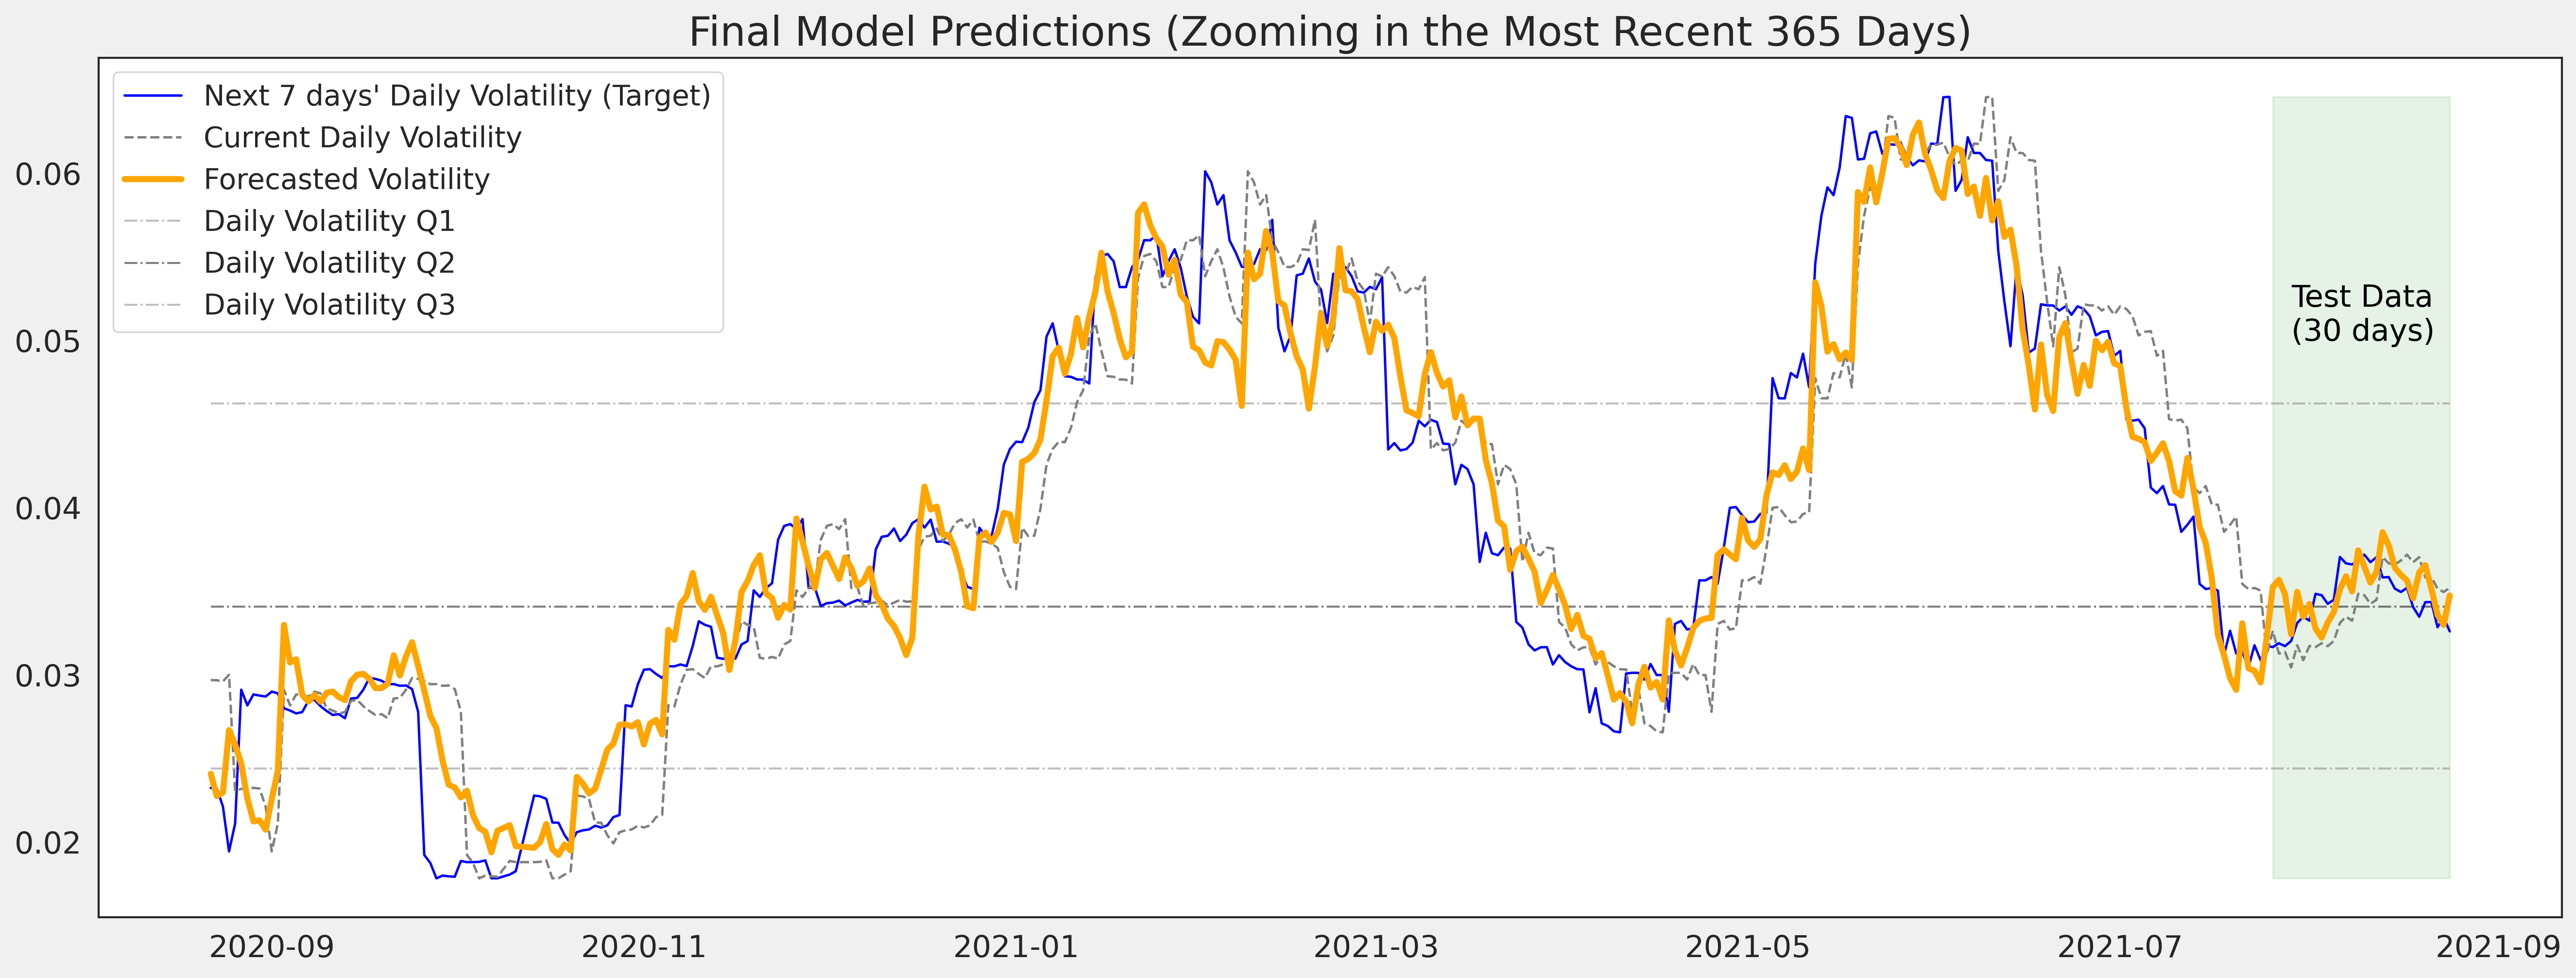 Final Model Predictions (Zooming in the Most Recent 365 Days)
Next 7 days' Daily Volatility (Target)
Current Daily Volatility
Forecasted Volatility
Daily Volatility Q1
Daily Volatility Q2
Daily Volatility Q3
Test Data
(30 days)
0.06
0.05
0.04
0.03
0.02
2020-09
2020-11
2021-01
2021-03
2021-05
2021-07
2021-09